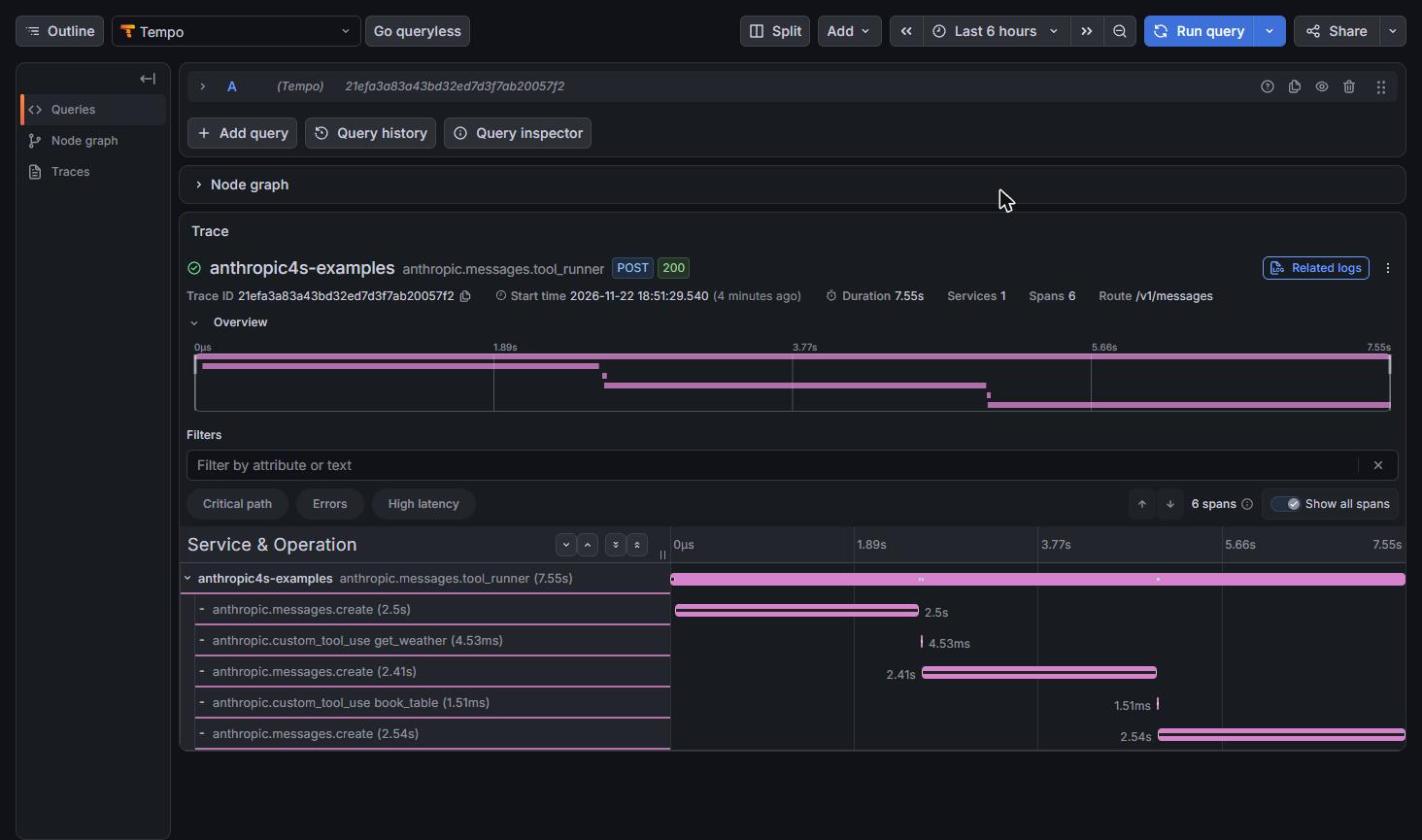 Outline Tempo Go queryless Split Add Last 6 hours Run query Share
A (Tempo) 21efa3a83a43bd32ed7d3f7ab20057f2
Queries
Node graph
Traces
+ Add query Query history Query inspector
Node graph
Trace
anthropic4s-examples anthropic.messages.tool_runner POST 200 Related logs
Trace ID 21efa3a83a43bd32ed7d3f7ab20057f2 Start time 2026-11-22 18:51:29.540 (4 minutes ago) Duration 7.55s Services 1 Spans 6 Route /v1/messages
Overview
0μs 1.89s 3.77s 5.66s 7.55s
Filters
Filter by attribute or text
Critical path Errors High latency 6 spans Show all spans
Service & Operation 0μs 1.89s 3.77s 5.66s 7.55s
anthropic4s-examples anthropic.messages.tool_runner (7.55s)
anthropic.messages.create (2.5s) 2.5s
anthropic.custom_tool_use get_weather (4.53ms) 4.53ms
anthropic.messages.create (2.41s) 2.41s
anthropic.custom_tool_use book_table (1.51ms) 1.51ms
anthropic.messages.create (2.54s) 2.54s